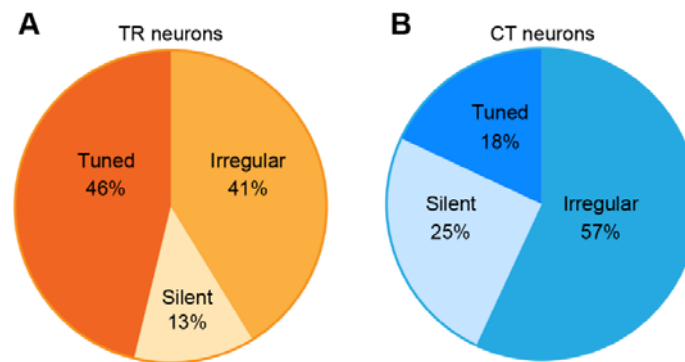 A
TR neurons
Tuned
46%
Irregular
41%
Silent
13%
B
CT neurons
Tuned
18%
Silent
25%
Irregular
57%